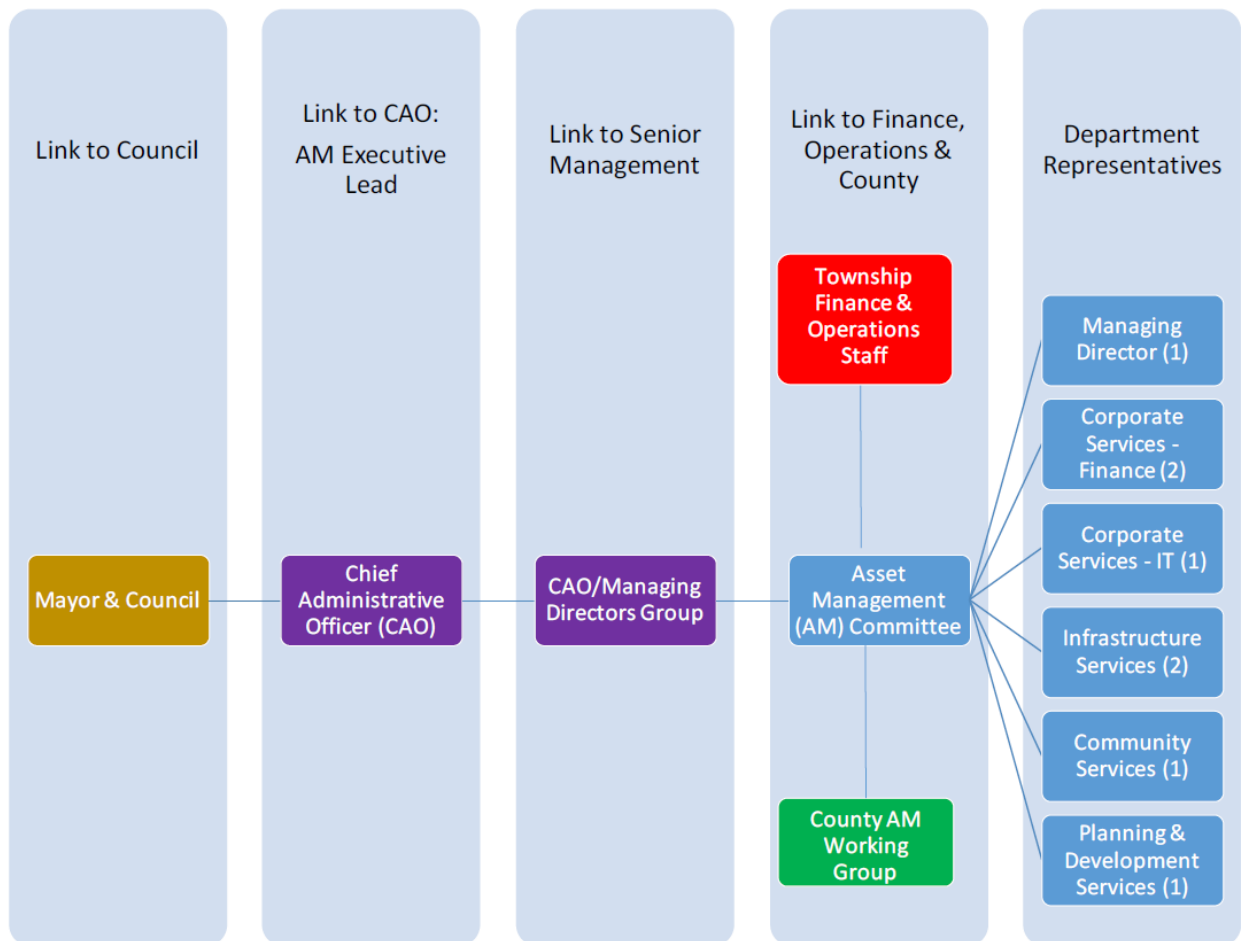 Link to Council
Link to CAO:
AM Executive
Lead
Link to Senior
Management
Link to Finance,
Operations &
County
Department
Representatives
Mayor & Council
Chief
Administrative
Officer (CAO)
CAO/Managing
Directors Group
Township
Finance &
Operations
Staff
Asset
Management
(AM) Committee
County AM
Working
Group
Managing
Director (1)
Corporate
Services -
Finance (2)
Corporate
Services - IT (1)
Infrastructure
Services (2)
Community
Services (1)
Planning &
Development
Services (1)